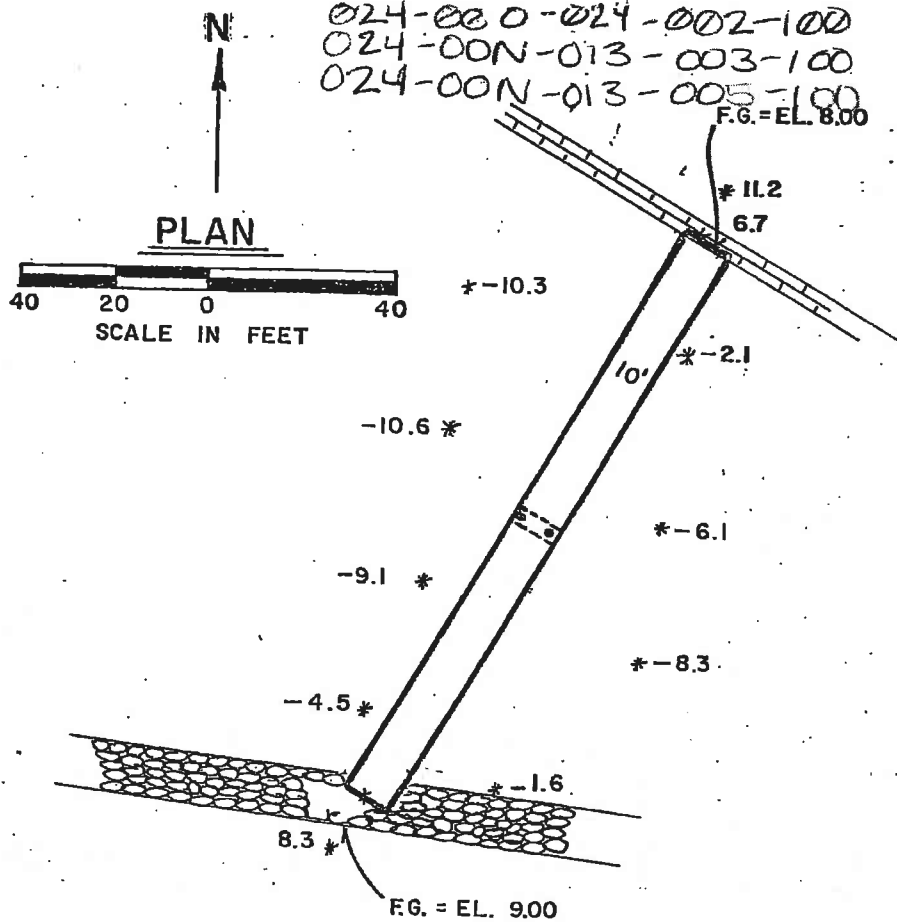 024-000-024-002-100
024-00N-013-003-100
024-00N-013-005-100
N
F.G.=EL. 8.00
11.2
6.7
PLAN
40 20 0 40
SCALE IN FEET
-10.3
-2.1
10'
-10.6
-6.1
-9.1
-8.3
-4.5
-1.6
8.3
F.G. = EL. 9.00